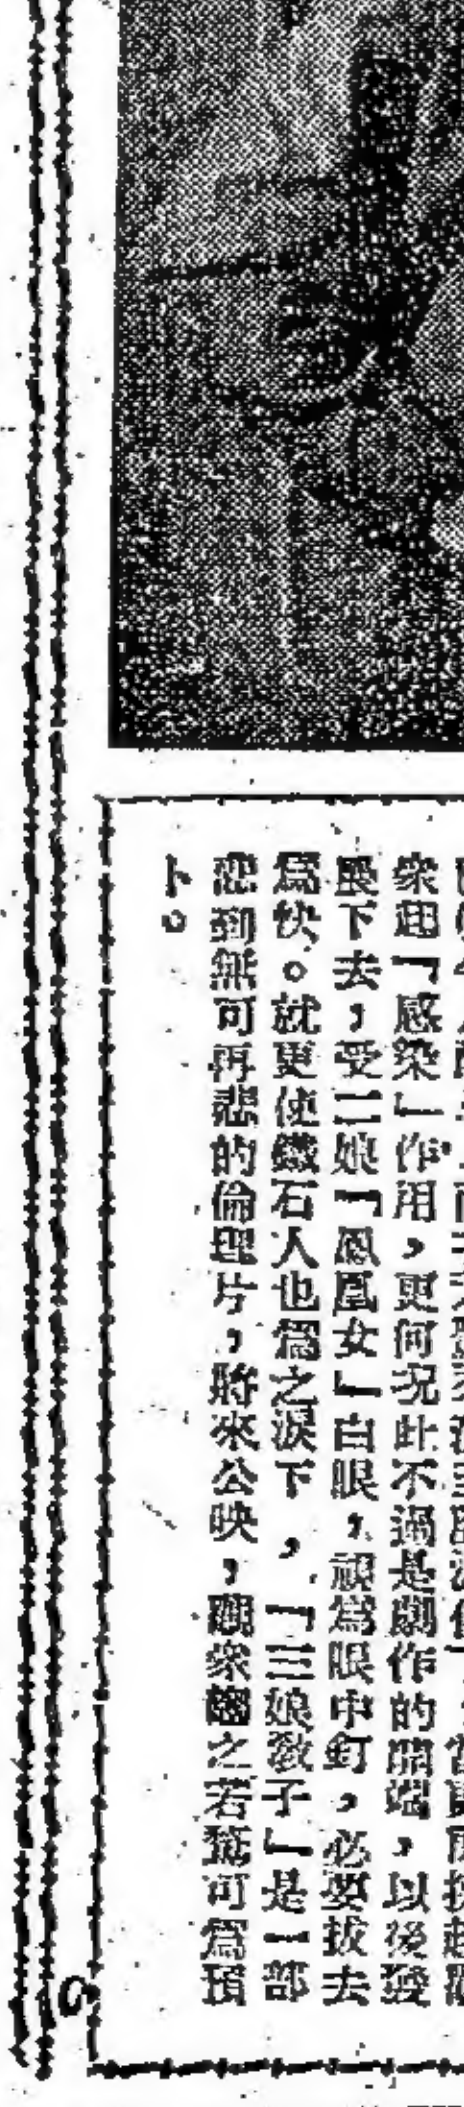 衆起「感染」作用，更何况此不過是劇作的開端，以後發
展下去，受二娘「鳳凰女」白眼，視爲眼中釘，必要拔去
爲快。就更使鐵石人也爲之淚下，「三娘敎子」是一部
悲到無可再悲的倫理片，將來公映，觀衆趨之若鶩可爲預
卜。